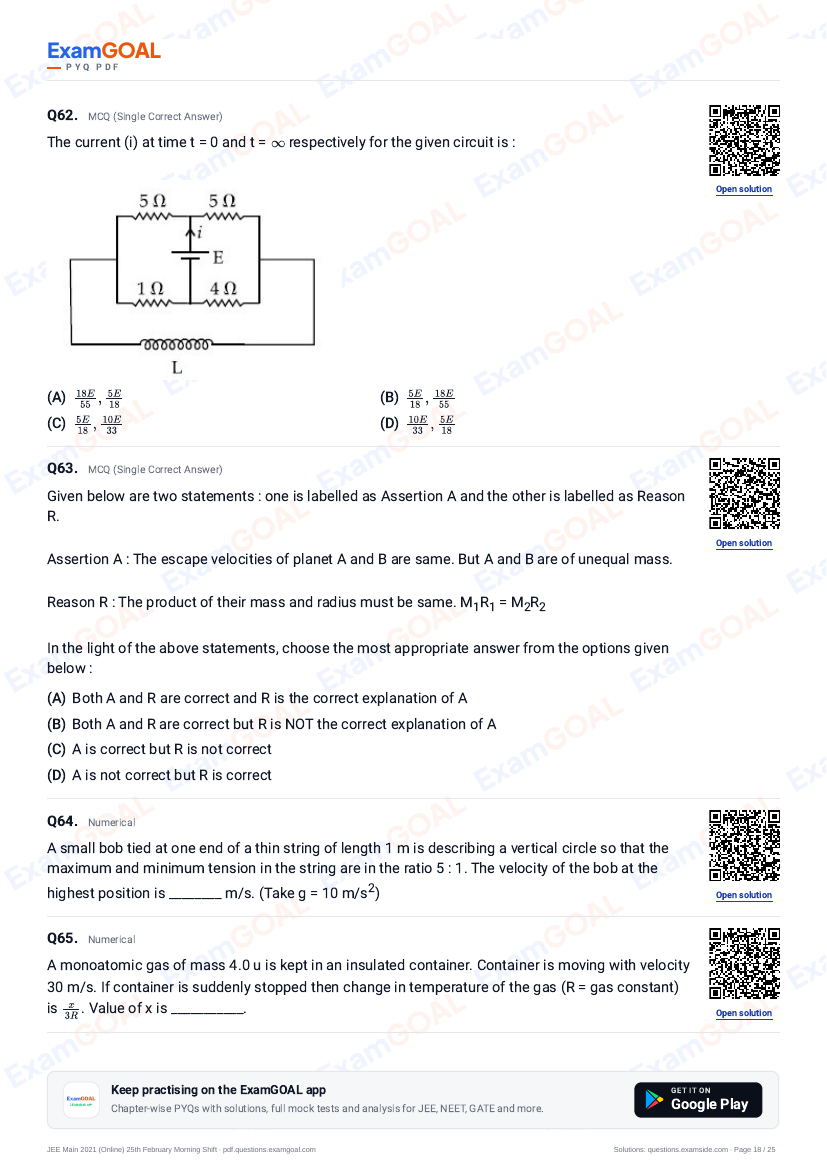 ExamGOAL
PYQ PDF
Q62. MCQ (Single Correct Answer)
The current (i) at time t = 0 and t = ∞ respectively for the given circuit is :
Open solution
5 Ω 5 Ω
i
E
1 Ω 4 Ω
L
(A) 18E/55 , 5E/18
(B) 5E/18 , 18E/55
(C) 5E/18 , 10E/33
(D) 10E/33 , 5E/18
Q63. MCQ (Single Correct Answer)
Given below are two statements : one is labelled as Assertion A and the other is labelled as Reason
R.
Open solution
Assertion A : The escape velocities of planet A and B are same. But A and B are of unequal mass.
Reason R : The product of their mass and radius must be same. M₁R₁ = M₂R₂
In the light of the above statements, choose the most appropriate answer from the options given
below :
(A) Both A and R are correct and R is the correct explanation of A
(B) Both A and R are correct but R is NOT the correct explanation of A
(C) A is correct but R is not correct
(D) A is not correct but R is correct
Q64. Numerical
A small bob tied at one end of a thin string of length 1 m is describing a vertical circle so that the
maximum and minimum tension in the string are in the ratio 5 : 1. The velocity of the bob at the
highest position is ________ m/s. (Take g = 10 m/s²)
Open solution
Q65. Numerical
A monoatomic gas of mass 4.0 u is kept in an insulated container. Container is moving with velocity
30 m/s. If container is suddenly stopped then change in temperature of the gas (R = gas constant)
is x/3R. Value of x is ___________.
Open solution
ExamGOAL
Keep practising on the ExamGOAL app
Chapter-wise PYQs with solutions, full mock tests and analysis for JEE, NEET, GATE and more.
GET IT ON
Google Play
JEE Main 2021 (Online) 25th February Morning Shift · pdf.questions.examgoal.com
Solutions: questions.examside.com · Page 18 / 25